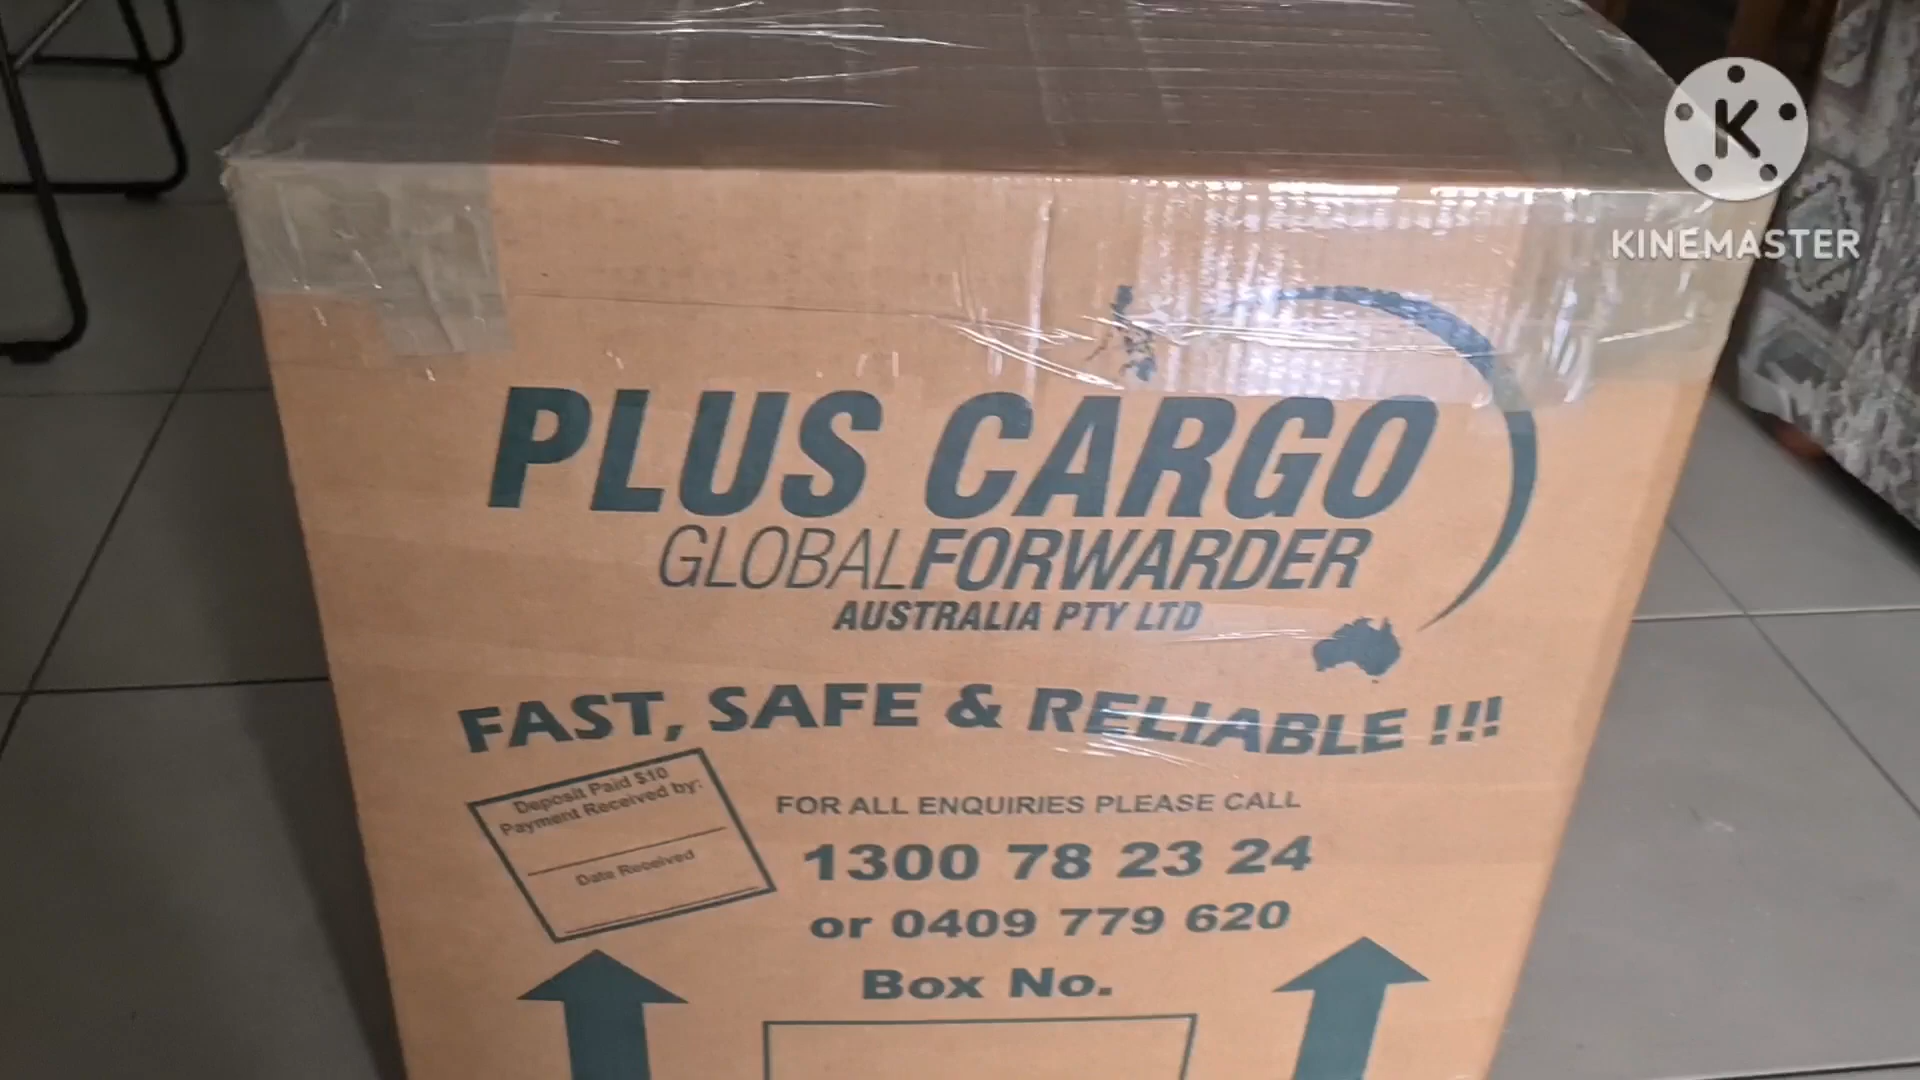 K
KINEMASTER
PLUS CARGO
GLOBALFORWARDER
AUSTRALIA PTY LTD
FAST, SAFE & RELIABLE !!!
Deposit Paid $10
Payment Received by:
Date Received
FOR ALL ENQUIRIES PLEASE CALL
1300 78 23 24
or 0409 779 620
Box No.